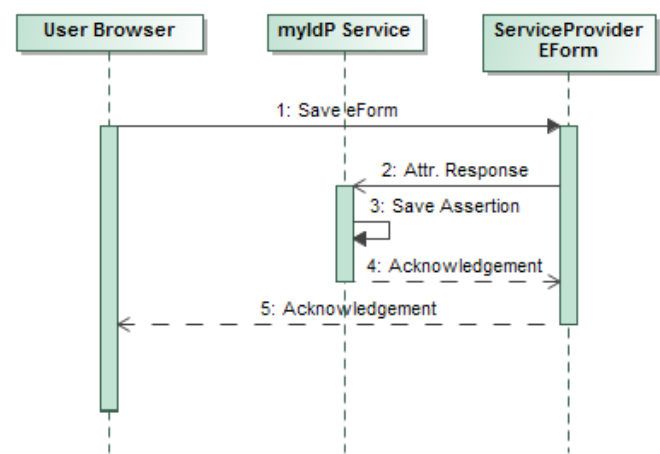 User Browser
myIdP Service
ServiceProvider
EForm
1: Save eForm
2: Attr. Response
3: Save Assertion
4: Acknowledgement
5: Acknowledgement